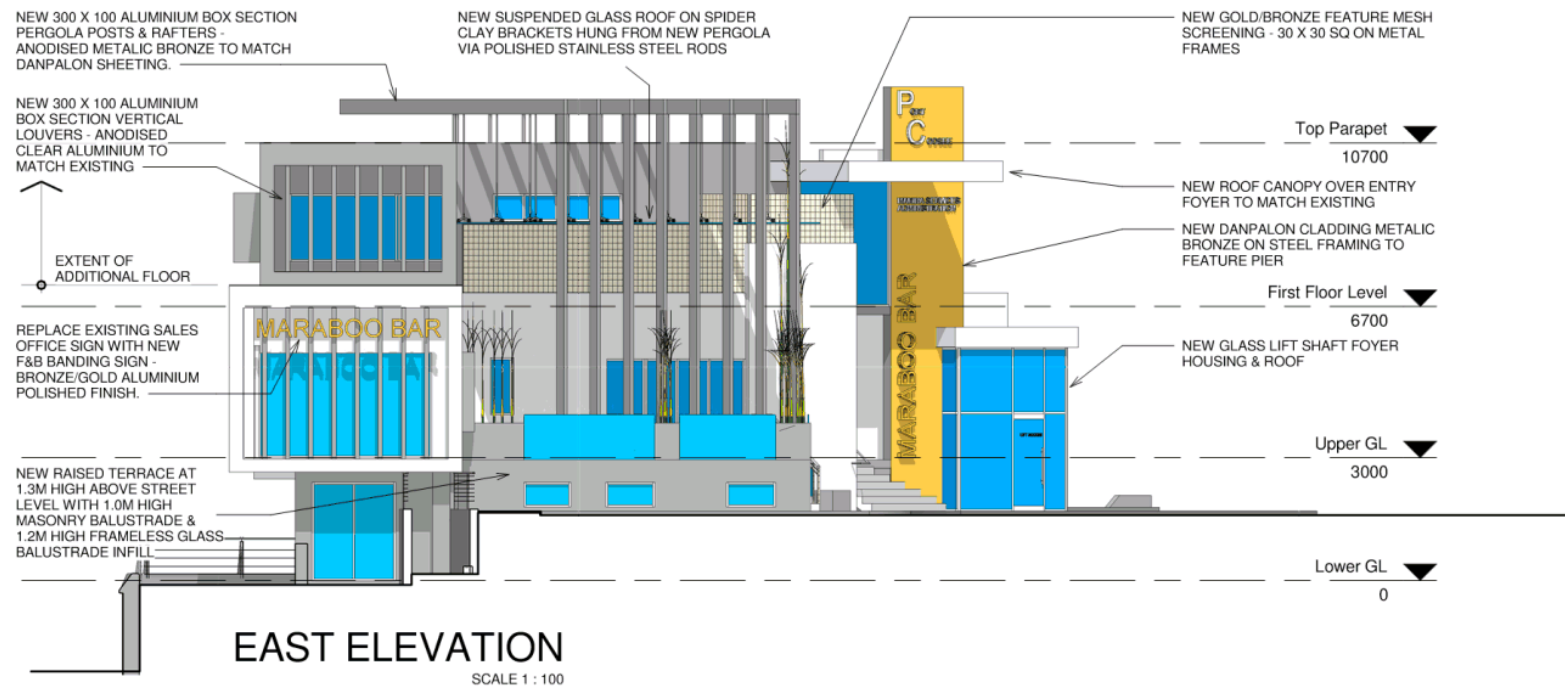 NEW 300 X 100 ALUMINIUM BOX SECTION
PERGOLA POSTS & RAFTERS -
ANODISED METALIC BRONZE TO MATCH
DANPALON SHEETING.
NEW SUSPENDED GLASS ROOF ON SPIDER
CLAY BRACKETS HUNG FROM NEW PERGOLA
VIA POLISHED STAINLESS STEEL RODS
NEW GOLD/BRONZE FEATURE MESH
SCREENING - 30 X 30 SQ ON METAL
FRAMES
NEW 300 X 100 ALUMINIUM
BOX SECTION VERTICAL
LOUVERS - ANODISED
CLEAR ALUMINIUM TO
MATCH EXISTING
P
C
Top Parapet
10700
NEW ROOF CANOPY OVER ENTRY
FOYER TO MATCH EXISTING
NEW DANPALON CLADDING METALIC
BRONZE ON STEEL FRAMING TO
FEATURE PIER
EXTENT OF
ADDITIONAL FLOOR
First Floor Level
6700
MARABOO BAR
MARABOO BAR
REPLACE EXISTING SALES
OFFICE SIGN WITH NEW
F&B BANDING SIGN -
BRONZE/GOLD ALUMINIUM
POLISHED FINISH.
NEW GLASS LIFT SHAFT FOYER
HOUSING & ROOF
Upper GL
3000
NEW RAISED TERRACE AT
1.3M HIGH ABOVE STREET
LEVEL WITH 1.0M HIGH
MASONRY BALUSTRADE &
1.2M HIGH FRAMELESS GLASS
BALUSTRADE INFILL
Lower GL
0
EAST ELEVATION
SCALE 1 : 100